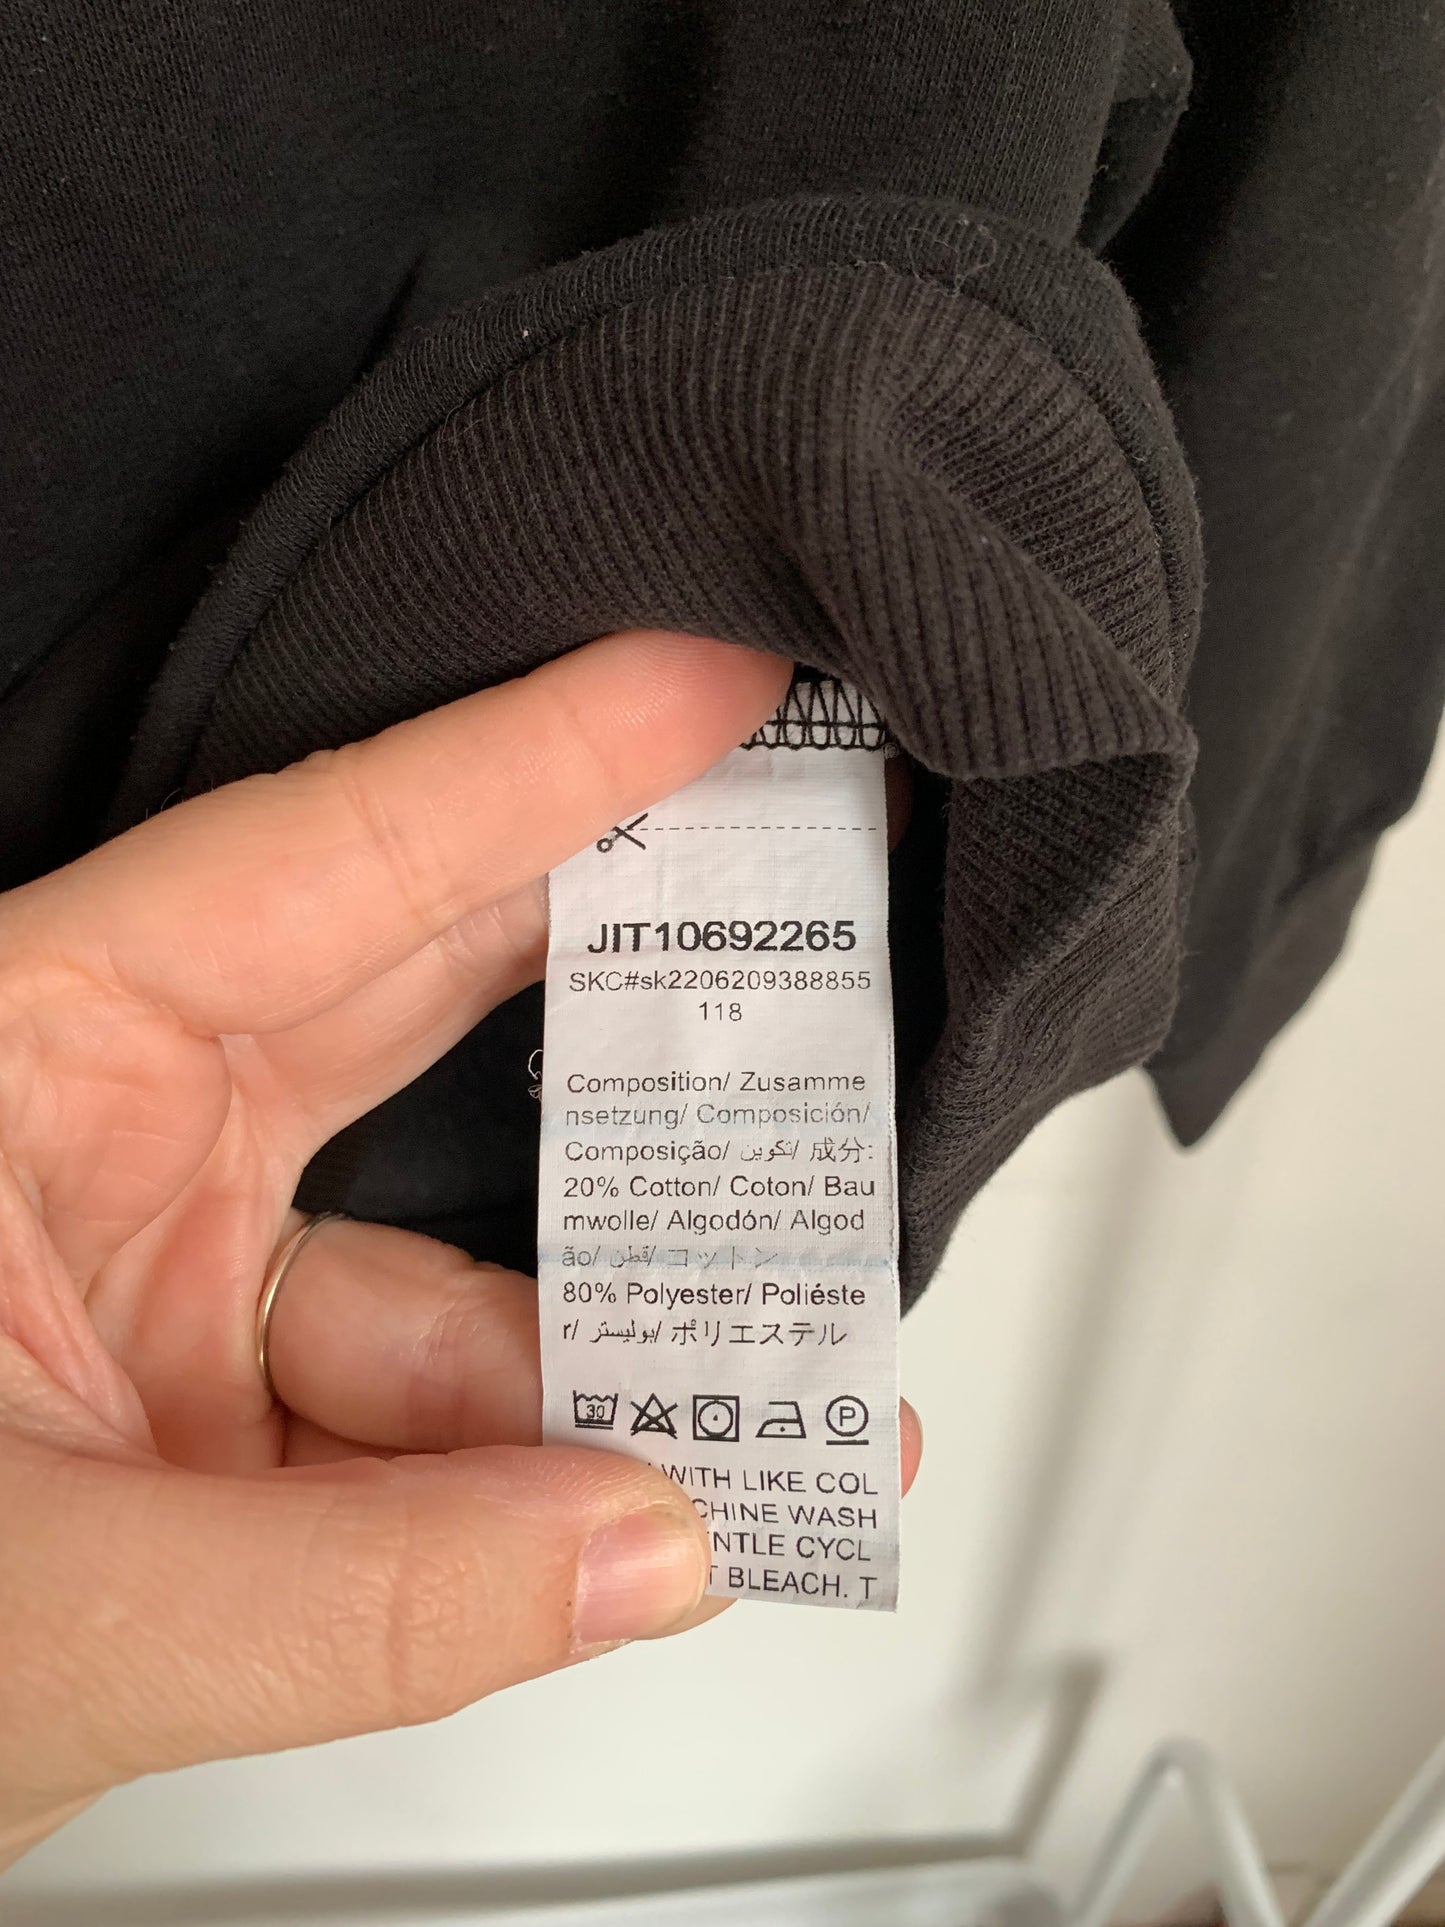 JIT10692265
SKC#sk2206209388855
118
Composition/ Zusamme
nsetzung/ Composición/
Composição/ تكوين/ 成分:
20% Cotton/ Coton/ Bau
mwolle/ Algodón/ Algod
ão/ قطن/ コットン
80% Polyester/ Poliéste
r/ بوليستر/ ポリエステル
30 P
WITH LIKE COL
CHINE WASH
NTLE CYCL
T BLEACH. T